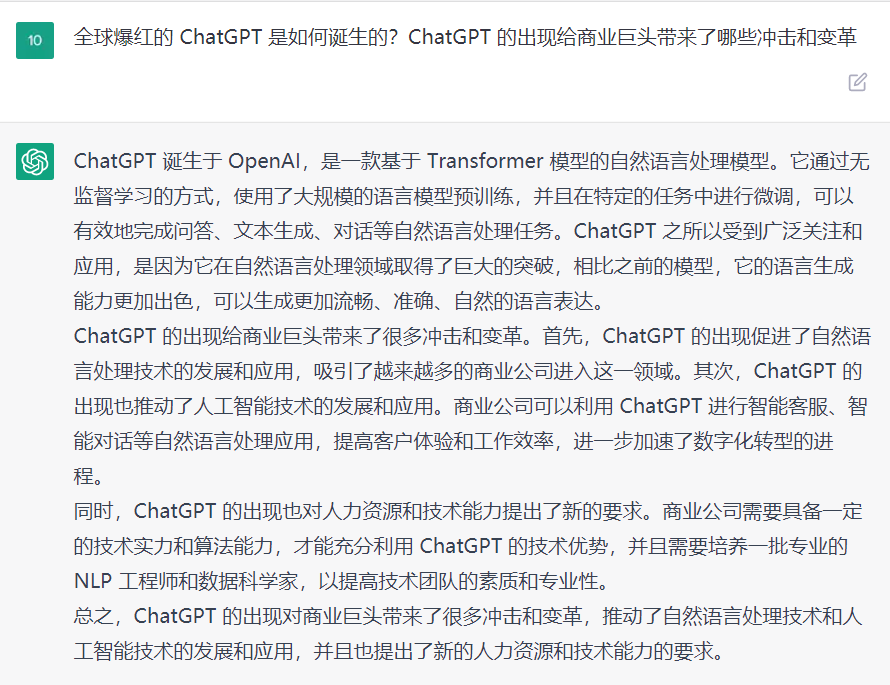 10
全球爆红的 ChatGPT 是如何诞生的？ChatGPT 的出现给商业巨头带来了哪些冲击和变革
ChatGPT 诞生于 OpenAI，是一款基于 Transformer 模型的自然语言处理模型。它通过无
监督学习的方式，使用了大规模的语言模型预训练，并且在特定的任务中进行微调，可以
有效地完成问答、文本生成、对话等自然语言处理任务。ChatGPT 之所以受到广泛关注和
应用，是因为它在自然语言处理领域取得了巨大的突破，相比之前的模型，它的语言生成
能力更加出色，可以生成更加流畅、准确、自然的语言表达。
ChatGPT 的出现给商业巨头带来了很多冲击和变革。首先，ChatGPT 的出现促进了自然语
言处理技术的发展和应用，吸引了越来越多的商业公司进入这一领域。其次，ChatGPT 的
出现也推动了人工智能技术的发展和应用。商业公司可以利用 ChatGPT 进行智能客服、智
能对话等自然语言处理应用，提高客户体验和工作效率，进一步加速了数字化转型的进
程。
同时，ChatGPT 的出现也对人力资源和技术能力提出了新的要求。商业公司需要具备一定
的技术实力和算法能力，才能充分利用 ChatGPT 的技术优势，并且需要培养一批专业的
NLP 工程师和数据科学家，以提高技术团队的素质和专业性。
总之，ChatGPT 的出现对商业巨头带来了很多冲击和变革，推动了自然语言处理技术和人
工智能技术的发展和应用，并且也提出了新的人力资源和技术能力的要求。